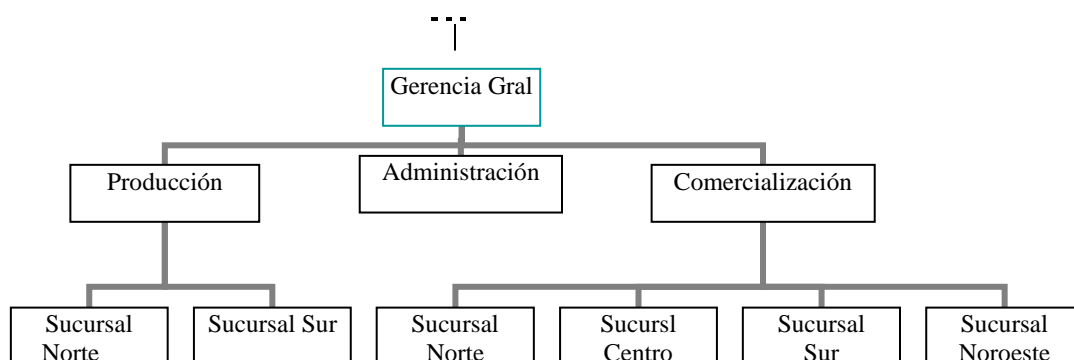 Gerencia Gral
Producción
Administración
Comercialización
Sucursal
Norte
Sucursal Sur
Sucursal
Norte
Sucursl
Centro
Sucursal
Sur
Sucursal
Noroeste